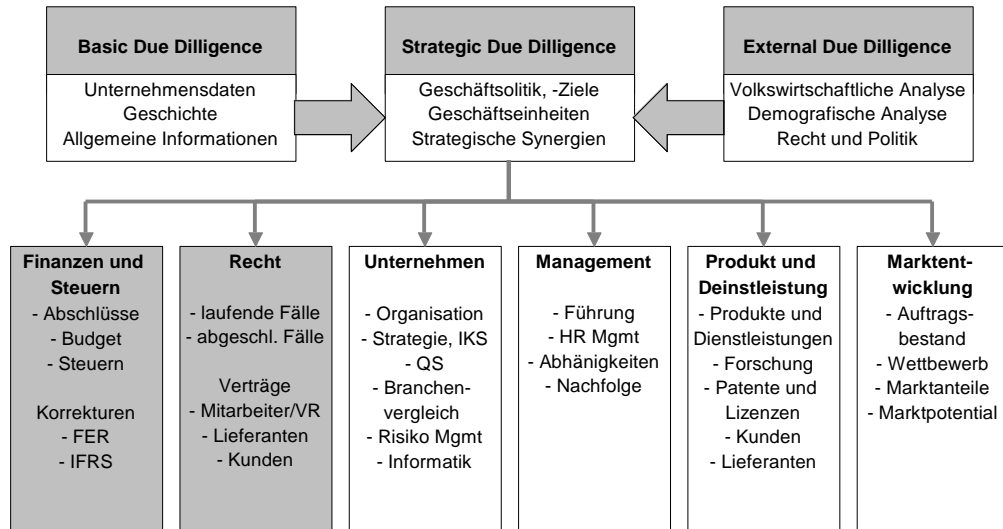 Basic Due Dilligence
Unternehmensdaten
Geschichte
Allgemeine Informationen
Strategic Due Dilligence
Geschäftsolitik, -Ziele
Geschäftseinheiten
Strategische Synergien
External Due Dilligence
Volkswirtschaftliche Analyse
Demografische Analyse
Recht und Politik
Finanzen und
Steuern
- Abschlüsse
- Budget
- Steuern
Korrekturen
- FER
- IFRS
Recht
- laufende Fälle
- abgeschl. Fälle
Verträge
- Mitarbeiter/VR
- Lieferanten
- Kunden
Unternehmen
- Organisation
- Strategie, IKS
- QS
- Branchen-
vergleich
- Risiko Mgmt
- Informatik
Management
- Führung
- HR Mgmt
- Abhänigkeiten
- Nachfolge
Produkt und
Deinstleistung
- Produkte und
Dienstleistungen
- Forschung
- Patente und
Lizenzen
- Kunden
- Lieferanten
Marktent-
wicklung
- Auftrags-
bestand
- Wettbewerb
- Marktanteile
- Marktpotential